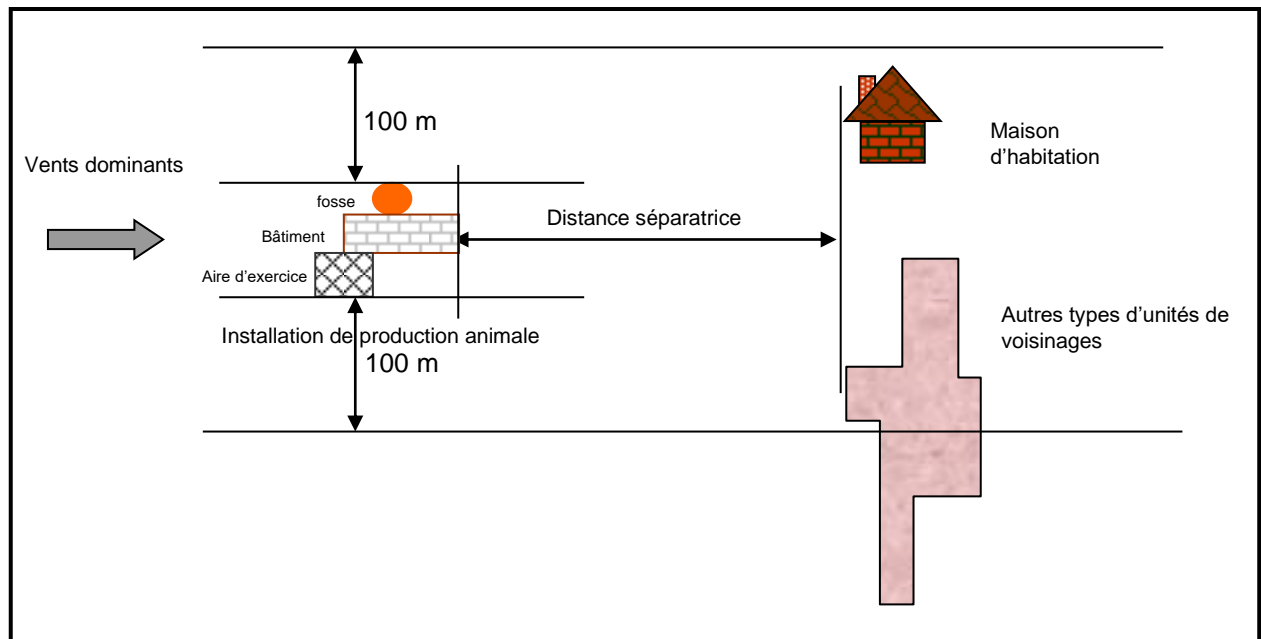 100 m
Maison
d'habitation
Vents dominants
fosse
Distance séparatrice
Bâtiment
Aire d'exercice
Autres types d'unités de
voisinages
Installation de production animale
100 m